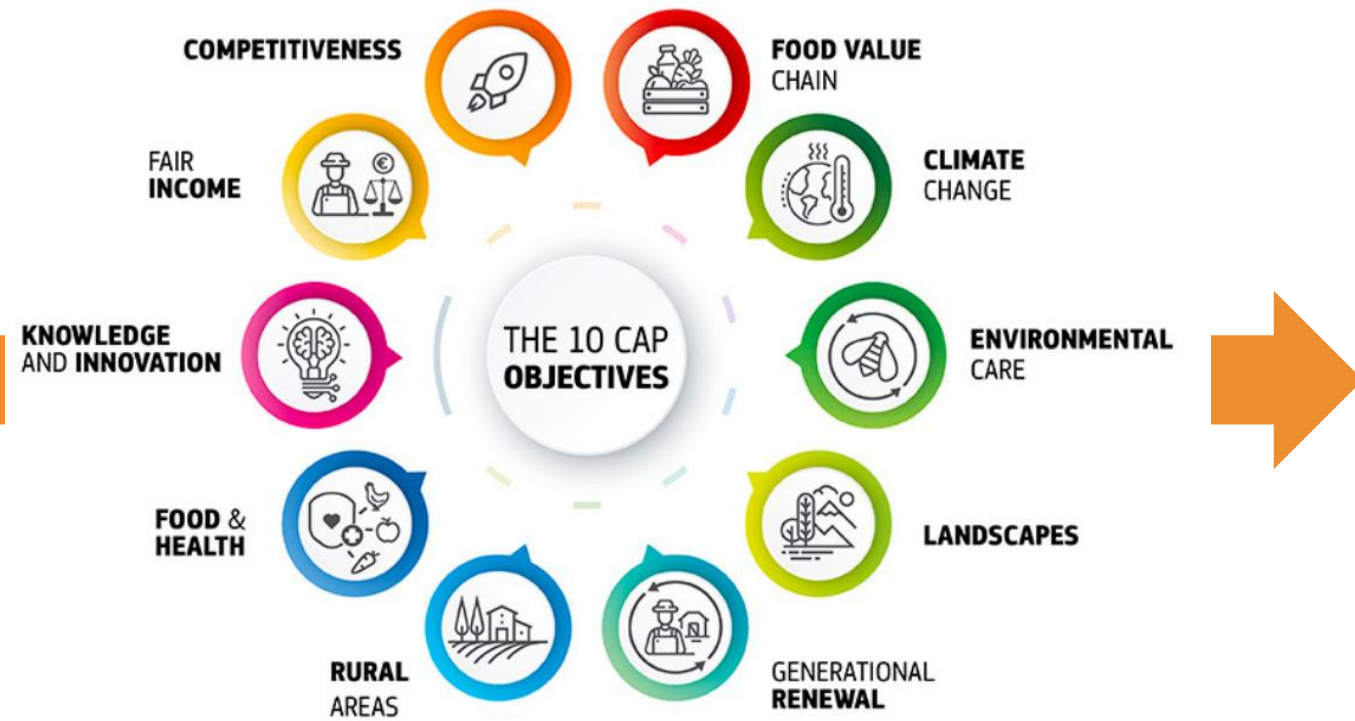 COMPETITIVENESS
FOOD VALUE
CHAIN
FAIR
INCOME
CLIMATE
CHANGE
KNOWLEDGE
AND INNOVATION
THE 10 CAP
OBJECTIVES
ENVIRONMENTAL
CARE
FOOD &
HEALTH
LANDSCAPES
RURAL
AREAS
GENERATIONAL
RENEWAL